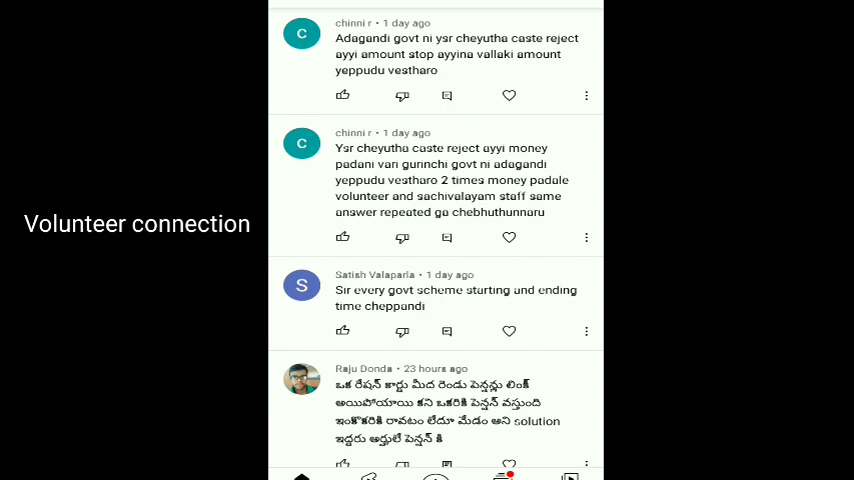 chinni r • 1 day ago
C
Adagandi govt ni ysr cheyutha caste reject
ayyi amount stop ayyina vallaki amount
yeppudu vestharo
chinni r • 1 day ago
C
Ysr cheyutha caste reject ayyi money
padani vari gurinchi govt ni adagandi
yeppudu vestharo 2 times money padale
volunteer and sachivalayam staff same
answer repeated ga chebhuthunnaru
Volunteer connection
Satish Valaparla • 1 day ago
S
Sir every govt scheme starting and ending
time cheppandi
Raju Donda • 23 hours ago
ఒక రేషన్ కార్డు మీద రెండు పెన్షన్లు లింక్
అయిపోయాయి కని ఒకరికి పెన్షన్ వస్తుంది
ఇంకొకరికి రావటం లేదూ మేడం అని solution
ఇద్దరు అర్హులే పెన్షన్ కి